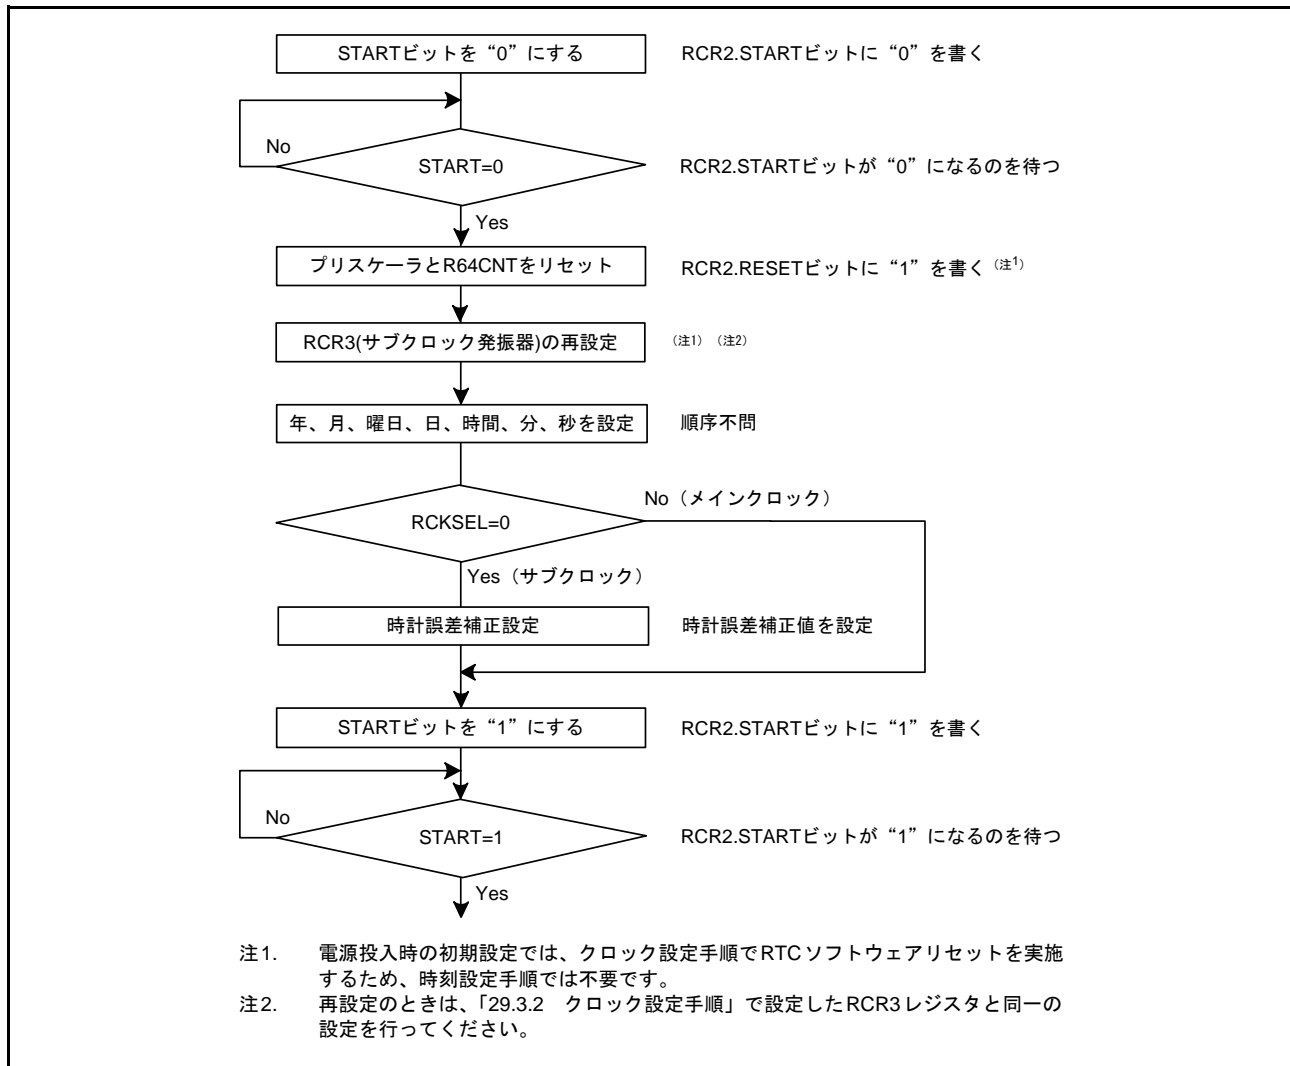 STARTビットを“0”にする RCR2.STARTビットに“0”を書く
No
START=0 RCR2.STARTビットが“0”になるのを待つ
Yes
プリスケーラとR64CNTをリセット RCR2.RESETビットに“1”を書く（注1）
RCR3(サブクロック発振器)の再設定 （注1）（注2）
年、月、曜日、日、時間、分、秒を設定 順序不問
No（メインクロック）
RCKSEL=0
Yes（サブクロック）
時計誤差補正設定 時計誤差補正値を設定
STARTビットを“1”にする RCR2.STARTビットに“1”を書く
No
START=1 RCR2.STARTビットが“1”になるのを待つ
Yes
注1. 電源投入時の初期設定では、クロック設定手順でRTCソフトウェアリセットを実施
するため、時刻設定手順では不要です。
注2. 再設定のときは、「29.3.2 クロック設定手順」で設定したRCR3レジスタと同一の
設定を行ってください。